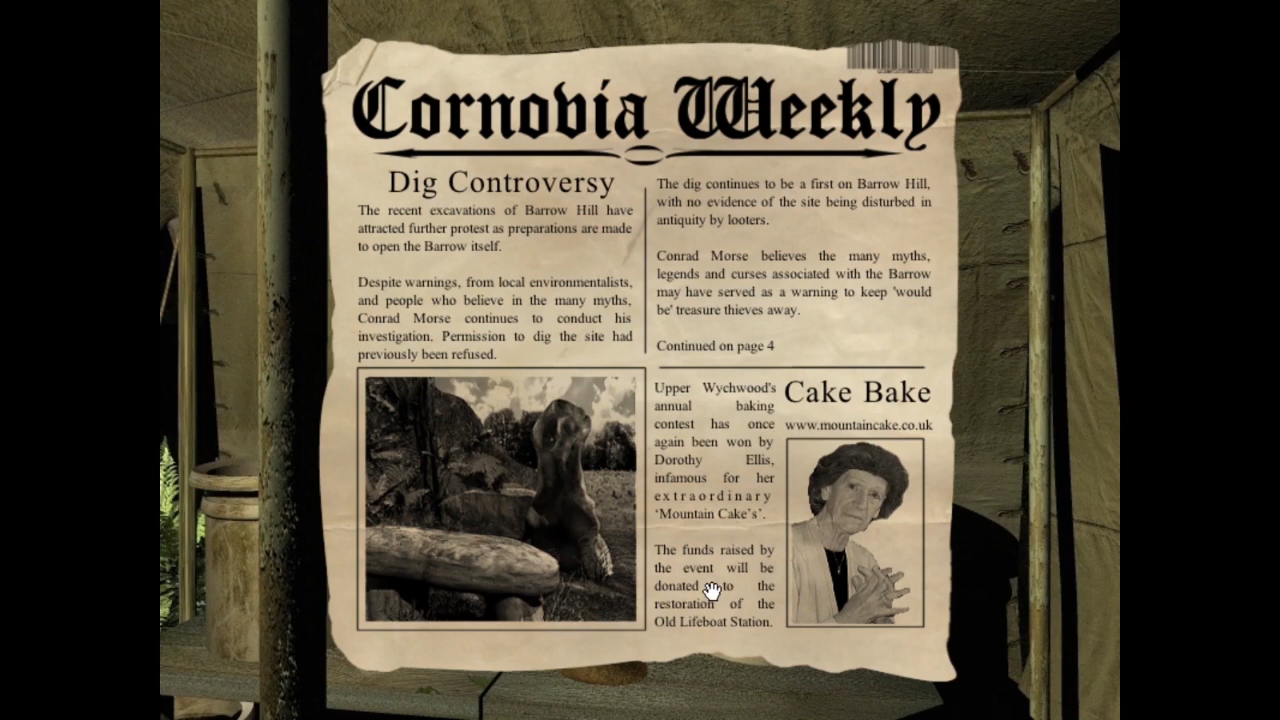 Cornovia Weekly
Dig Controversy
The recent excavations of Barrow Hill have
attracted further protest as preparations are made
to open the Barrow itself.
Despite warnings, from local environmentalists,
and people who believe in the many myths,
Conrad Morse continues to conduct his
investigation. Permission to dig the site had
previously been refused.
The dig continues to be a first on Barrow Hill,
with no evidence of the site being disturbed in
antiquity by looters.
Conrad Morse believes the many myths,
legends and curses associated with the Barrow
may have served as a warning to keep 'would
be' treasure thieves away.
Continued on page 4
Cake Bake
www.mountaincake.co.uk
Upper Wychwood's
annual baking
contest has once
again been won by
Dorothy Ellis,
infamous for her
extraordinary
‘Mountain Cake’s’.
The funds raised by
the event will be
donated to the
restoration of the
Old Lifeboat Station.